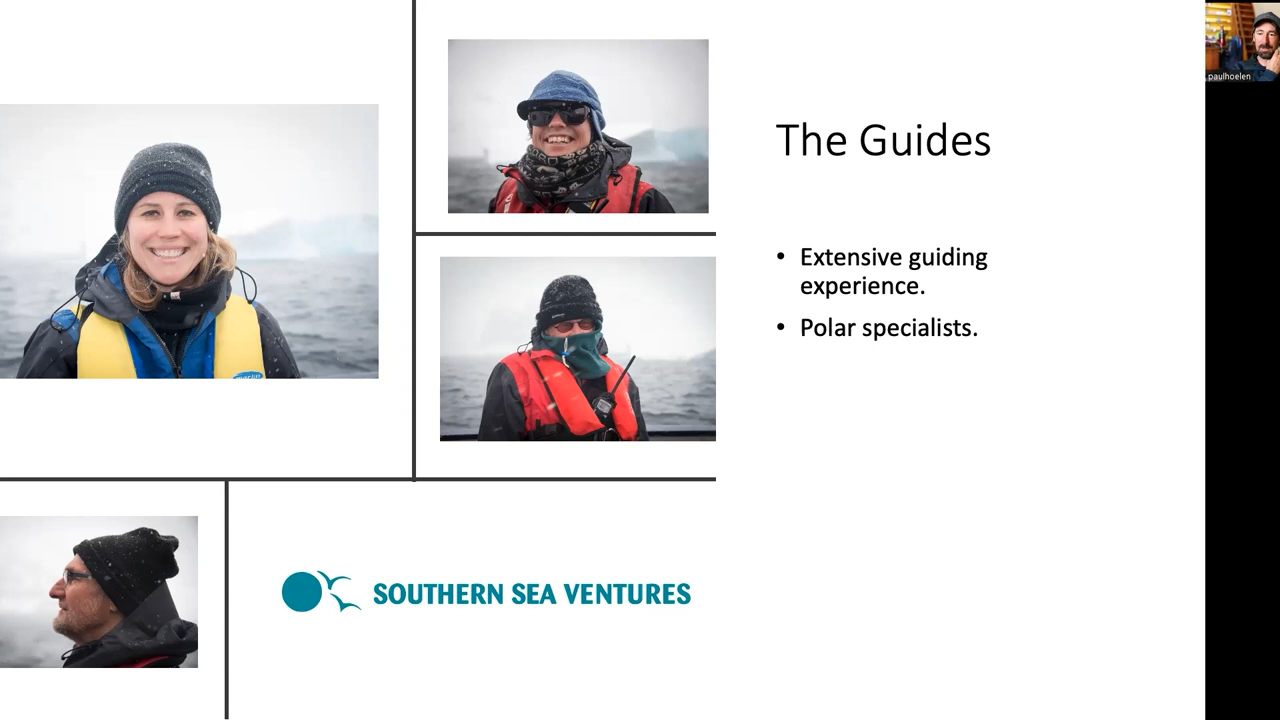 The Guides
• Extensive guiding
experience.
• Polar specialists.
SOUTHERN SEA VENTURES
paulhoelen